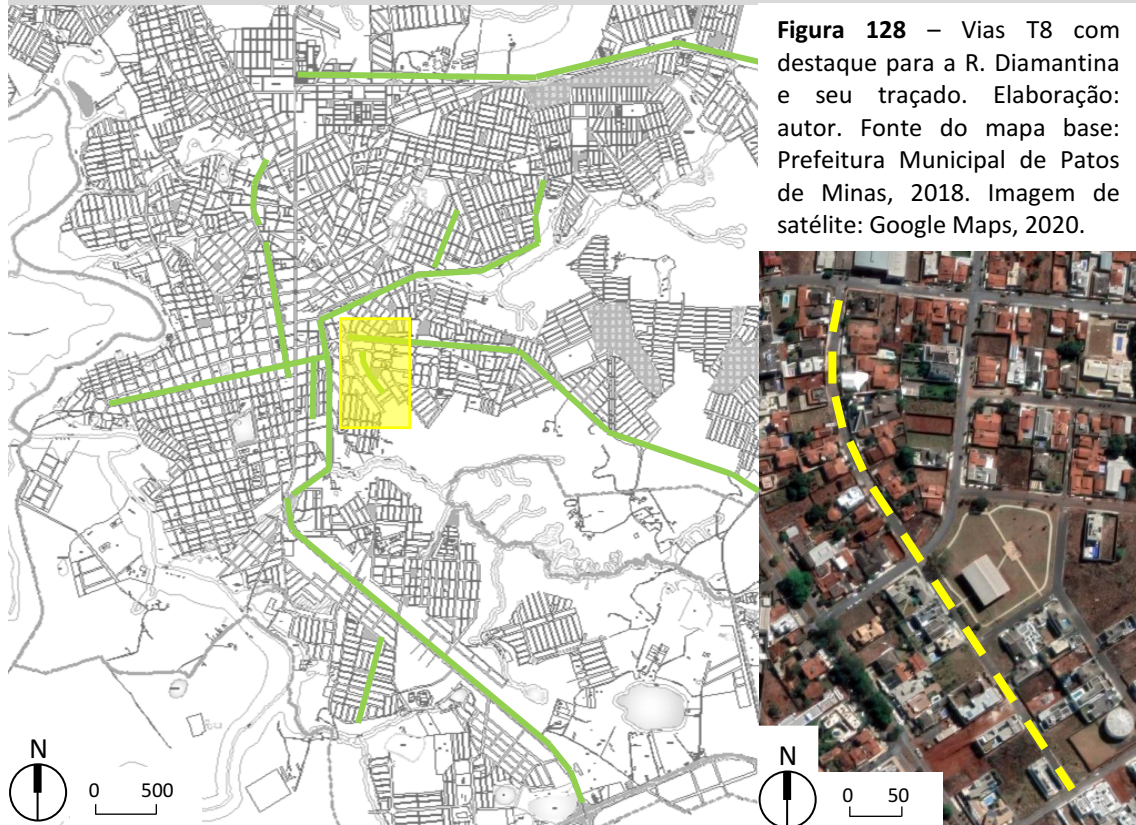 Figura 128 – Vias T8 com
destaque para a R. Diamantina
e seu traçado. Elaboração:
autor. Fonte do mapa base:
Prefeitura Municipal de Patos
de Minas, 2018. Imagem de
satélite: Google Maps, 2020.
N
0 500
N
0 50